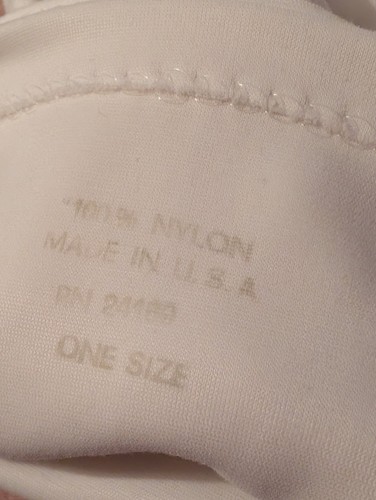 "100% NYLON
MADE IN U.S.A.
RN
ONE SIZE